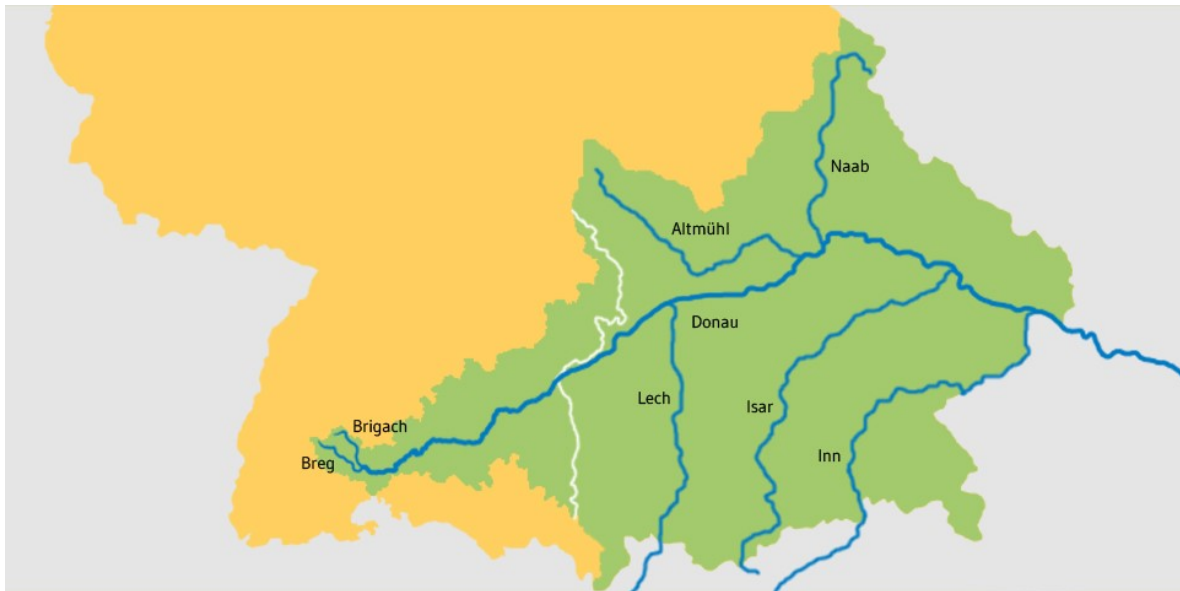 Naab
Altmühl
Donau
Lech
Isar
Brigach
Breg
Inn